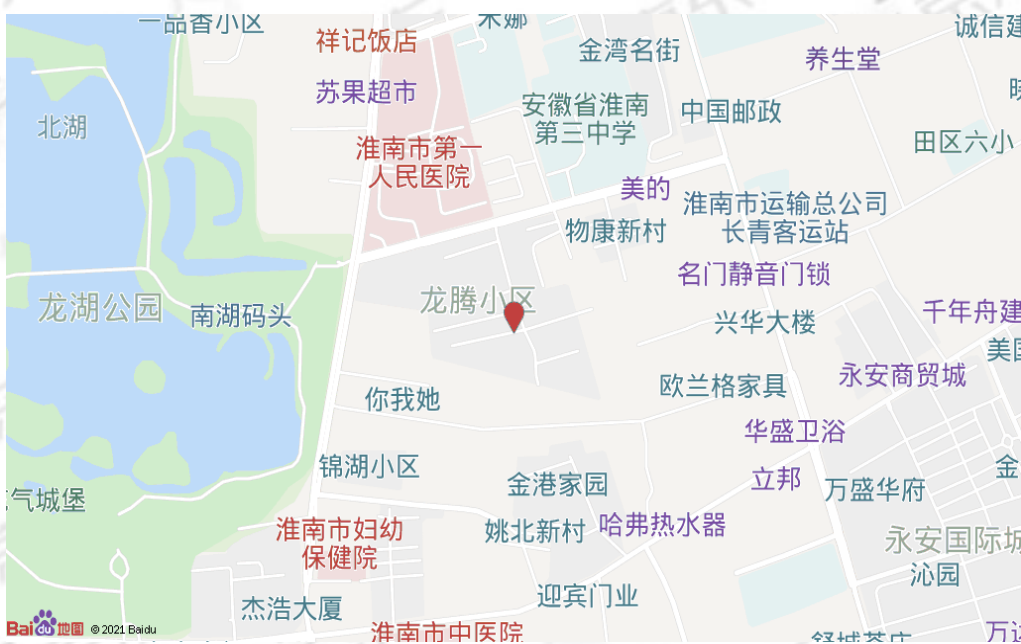 一品香小区
米娜
诚信建
祥记饭店
金湾名街
养生堂
苏果超市
安徽省淮南
第三中学
中国邮政
北湖
淮南市第一
人民医院
田区六小
美的
淮南市运输总公司
长青客运站
物康新村
名门静音门锁
龙湖公园
南湖码头
龙腾小区
兴华大楼
千年舟建
美国
永安商贸城
欧兰格家具
你我她
华盛卫浴
锦湖小区
金港家园
立邦
万盛华府
金
气城堡
淮南市妇幼
保健院
姚北新村
哈弗热水器
永安国际城
沁园
迎宾门业
杰浩大厦
淮南市中医院
万达
Bai du 地图 © 2021 Baidu